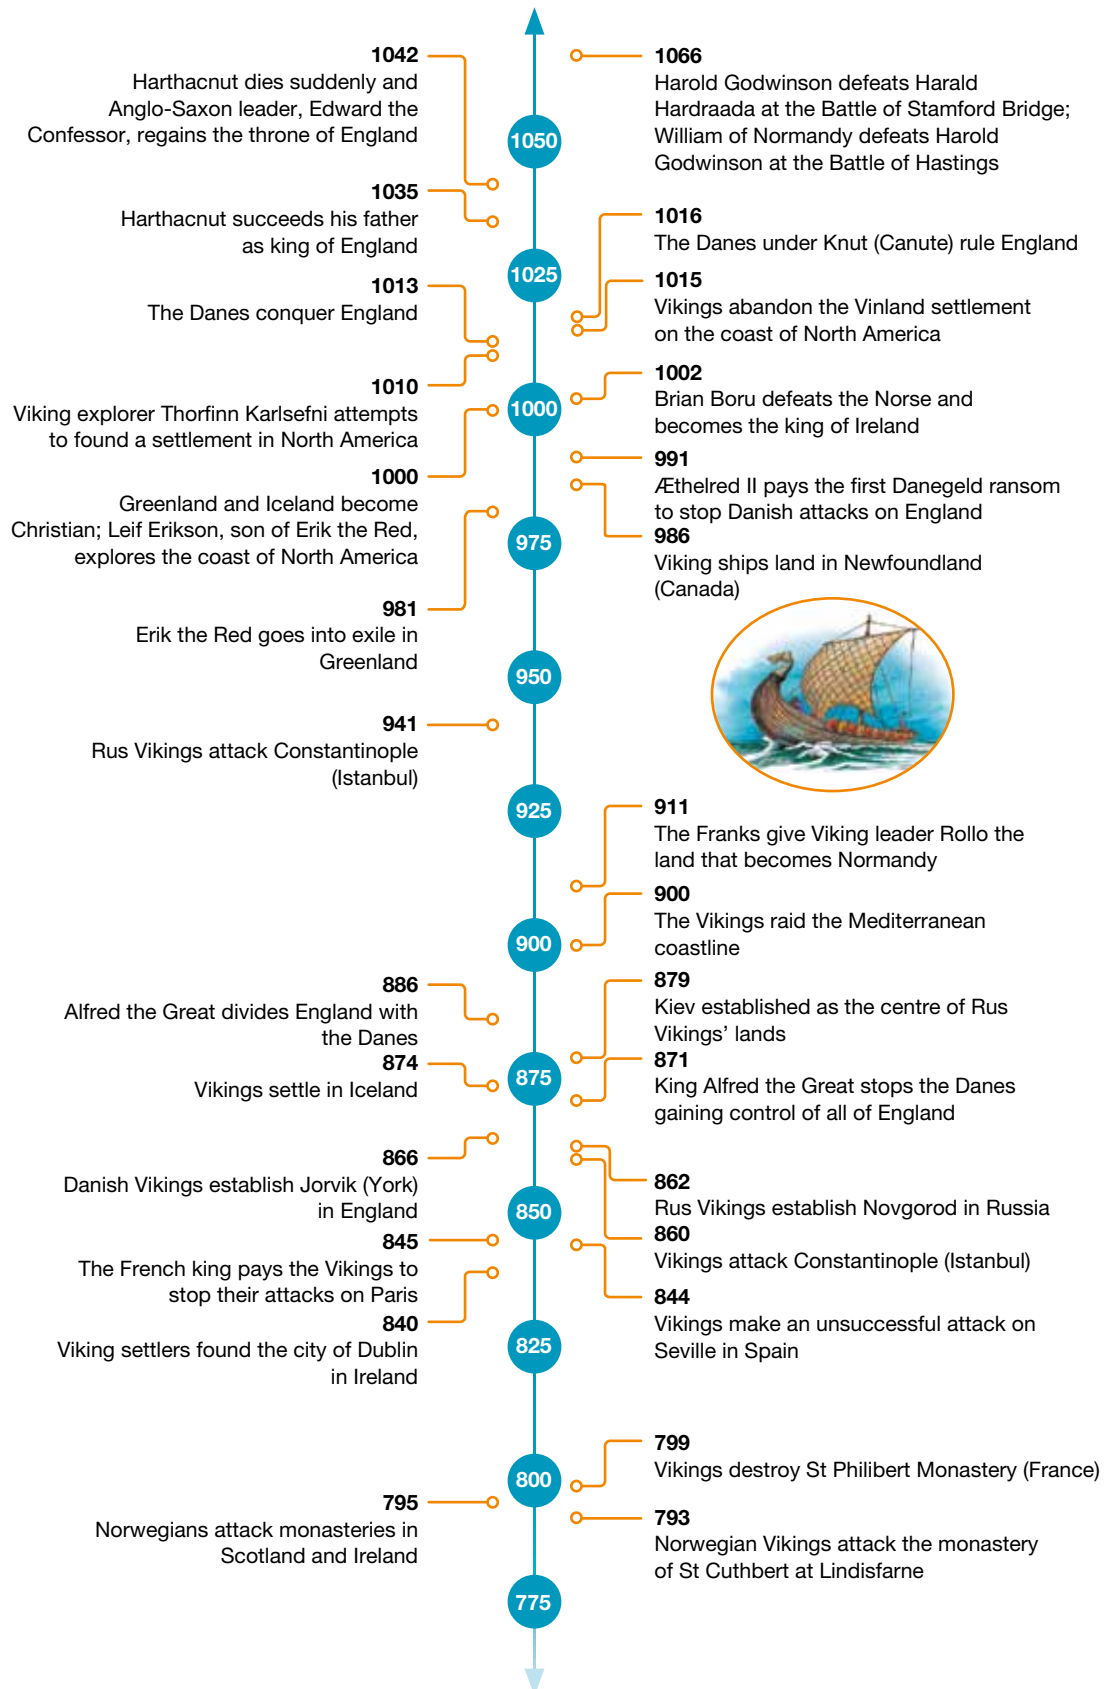 1042
Harthacnut dies suddenly and
Anglo-Saxon leader, Edward the
Confessor, regains the throne of England
1035
Harthacnut succeeds his father
as king of England
1013
The Danes conquer England
1010
Viking explorer Thorfinn Karlsefni attempts
to found a settlement in North America
1000
Greenland and Iceland become
Christian; Leif Erikson, son of Erik the Red,
explores the coast of North America
981
Erik the Red goes into exile in
Greenland
941
Rus Vikings attack Constantinople
(Istanbul)
886
Alfred the Great divides England with
the Danes
874
Vikings settle in Iceland
866
Danish Vikings establish Jorvik (York)
in England
845
The French king pays the Vikings to
stop their attacks on Paris
840
Viking settlers found the city of Dublin
in Ireland
795
Norwegians attack monasteries in
Scotland and Ireland
1050
1025
1000
975
950
925
900
875
850
825
800
775
1066
Harold Godwinson defeats Harald
Hardraada at the Battle of Stamford Bridge;
William of Normandy defeats Harold
Godwinson at the Battle of Hastings
1016
The Danes under Knut (Canute) rule England
1015
Vikings abandon the Vinland settlement
on the coast of North America
1002
Brian Boru defeats the Norse and
becomes the king of Ireland
991
Æthelred II pays the first Danegeld ransom
to stop Danish attacks on England
986
Viking ships land in Newfoundland
(Canada)
911
The Franks give Viking leader Rollo the
land that becomes Normandy
900
The Vikings raid the Mediterranean
coastline
879
Kiev established as the centre of Rus
Vikings’ lands
871
King Alfred the Great stops the Danes
gaining control of all of England
862
Rus Vikings establish Novgorod in Russia
860
Vikings attack Constantinople (Istanbul)
844
Vikings make an unsuccessful attack on
Seville in Spain
799
Vikings destroy St Philibert Monastery (France)
793
Norwegian Vikings attack the monastery
of St Cuthbert at Lindisfarne